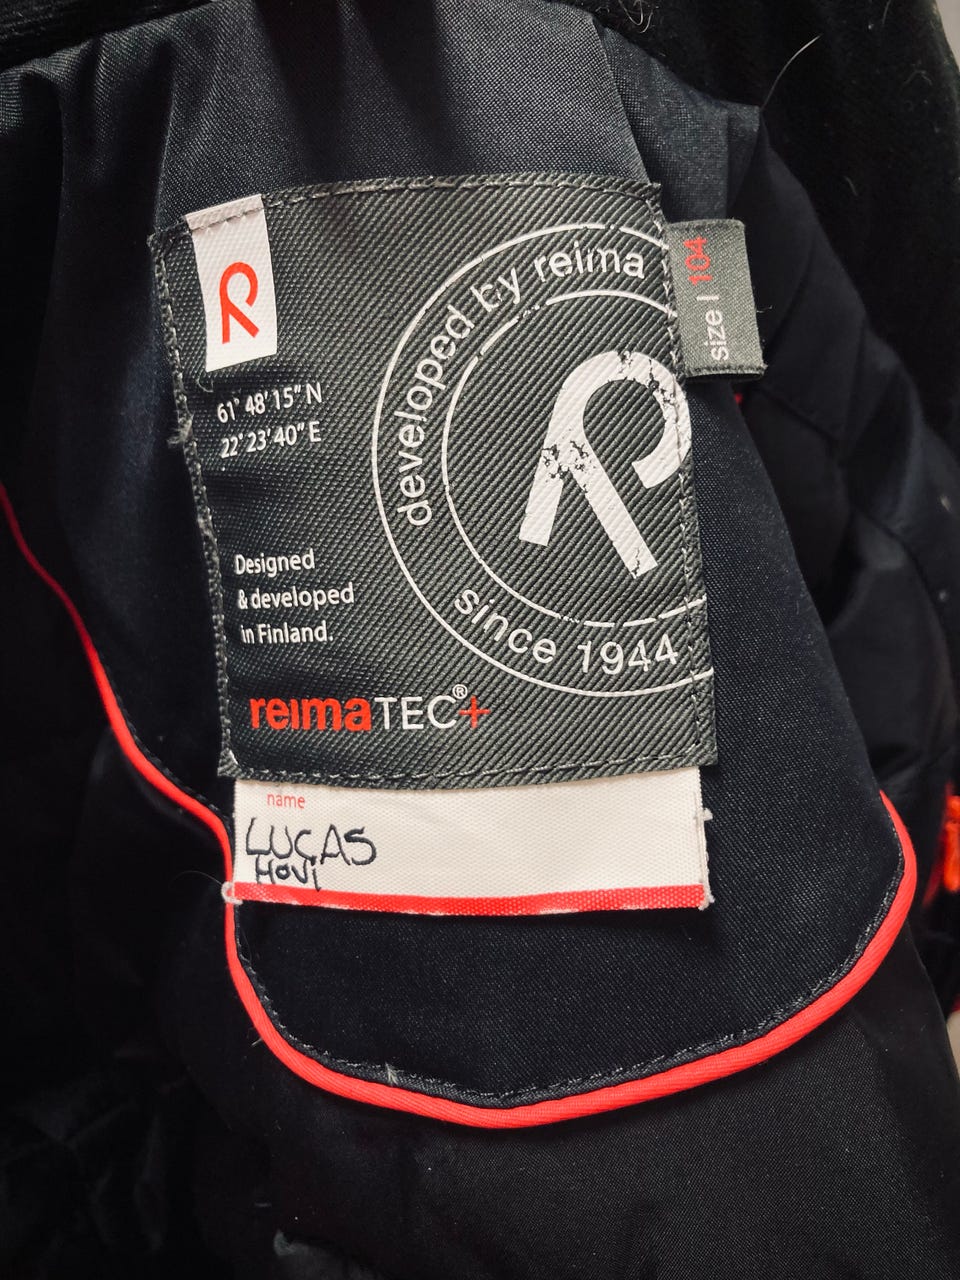 developed by reima
since 1944
size | 104
61° 48' 15" N
22° 23' 40" E
Designed
& developed
in Finland.
reimaTEC®+
name
LUCAS
HOVI